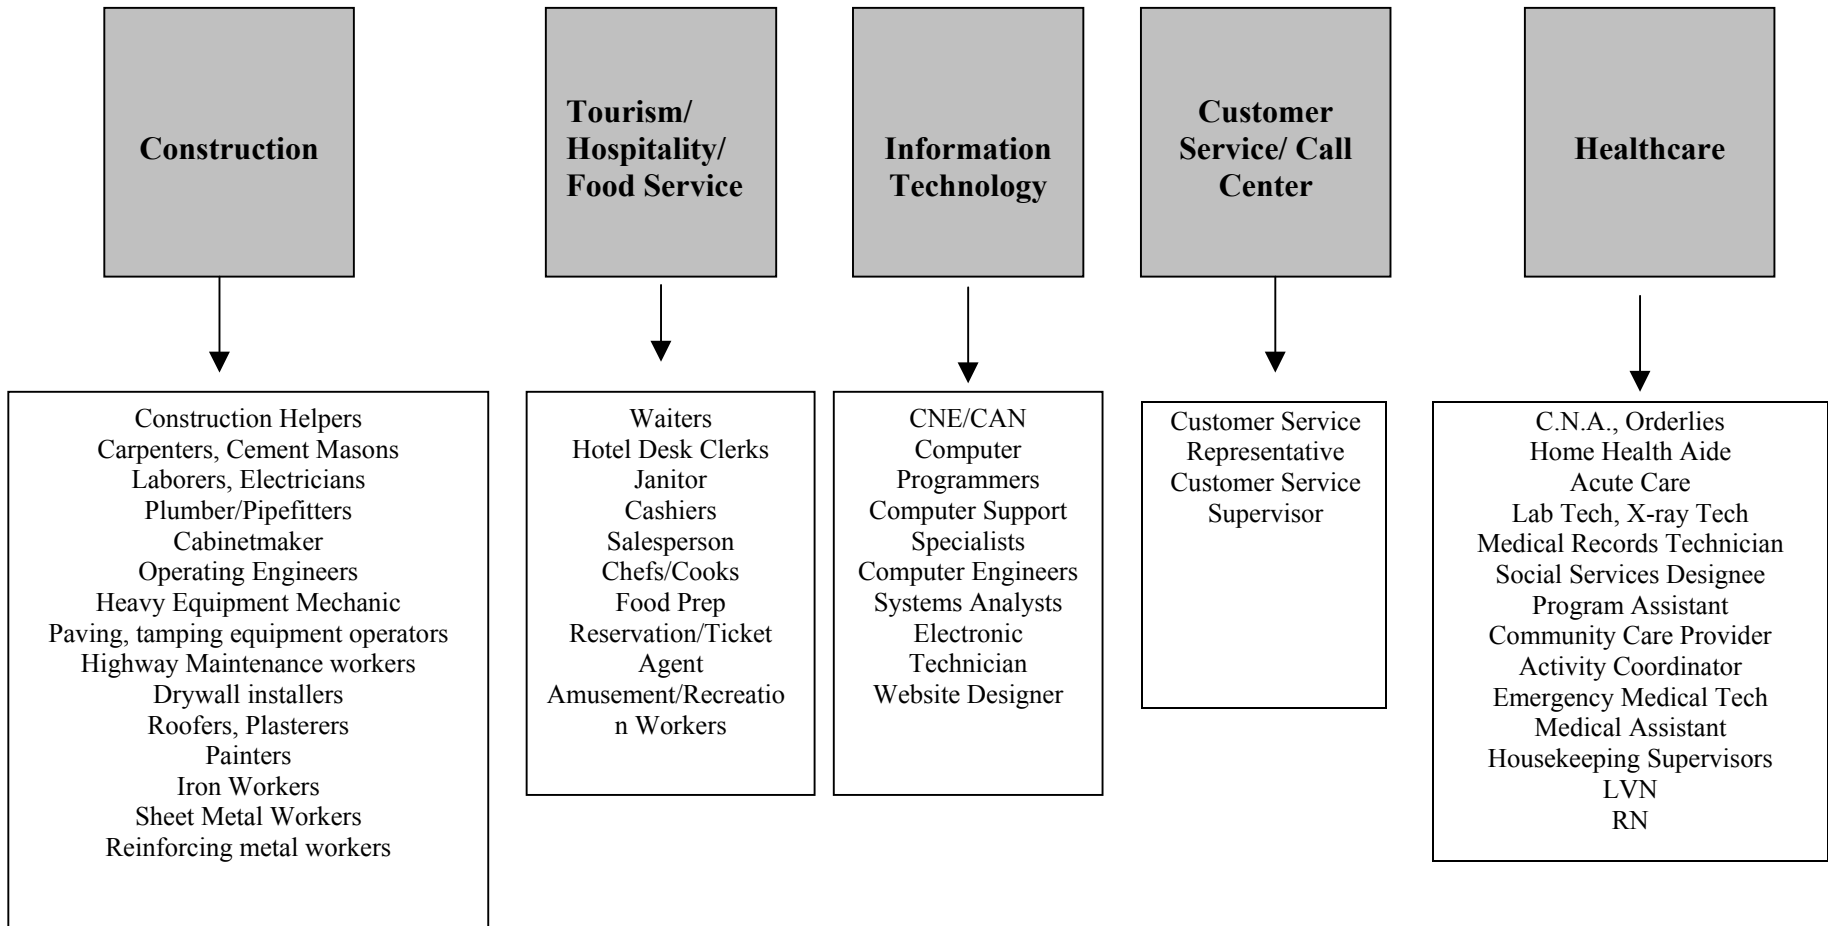 Construction
Tourism/
Hospitality/
Food Service
Information
Technology
Customer
Service/ Call
Center
Healthcare
Construction Helpers
Carpenters, Cement Masons
Laborers, Electricians
Plumber/Pipefitters
Cabinetmaker
Operating Engineers
Heavy Equipment Mechanic
Paving, tamping equipment operators
Highway Maintenance workers
Drywall installers
Roofers, Plasterers
Painters
Iron Workers
Sheet Metal Workers
Reinforcing metal workers
Waiters
Hotel Desk Clerks
Janitor
Cashiers
Salesperson
Chefs/Cooks
Food Prep
Reservation/Ticket
Agent
Amusement/Recreatio
n Workers
CNE/CAN
Computer
Programmers
Computer Support
Specialists
Computer Engineers
Systems Analysts
Electronic
Technician
Website Designer
Customer Service
Representative
Customer Service
Supervisor
C.N.A., Orderlies
Home Health Aide
Acute Care
Lab Tech, X-ray Tech
Medical Records Technician
Social Services Designee
Program Assistant
Community Care Provider
Activity Coordinator
Emergency Medical Tech
Medical Assistant
Housekeeping Supervisors
LVN
RN